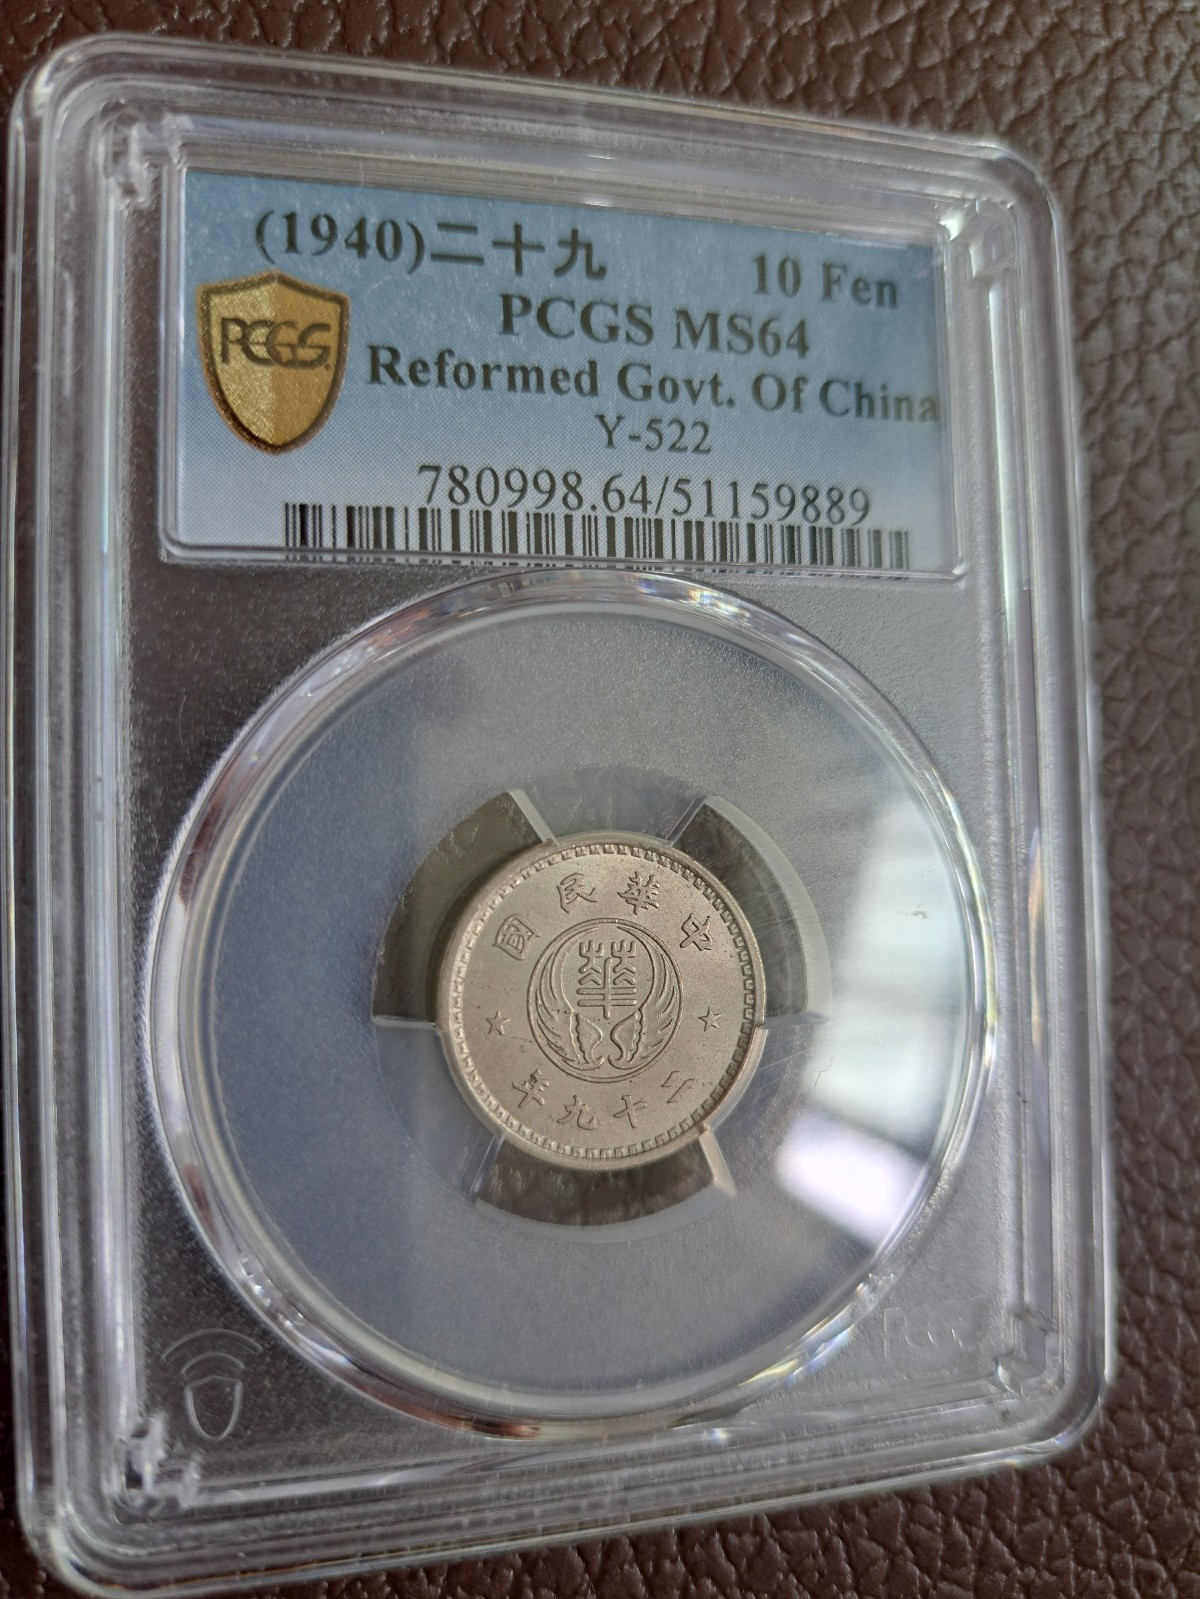 (1940)二十九 10 Fen
PCGS
PCGS MS64
Reformed Govt. Of China
Y-522
780998.64/51159889
中華民國
二十九年
PCGS